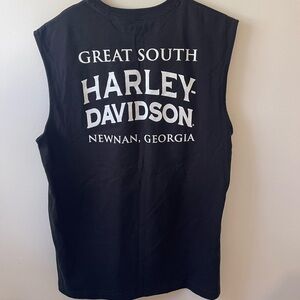 GREAT SOUTH
HARLEY-
DAVIDSON
NEWNAN, GEORGIA